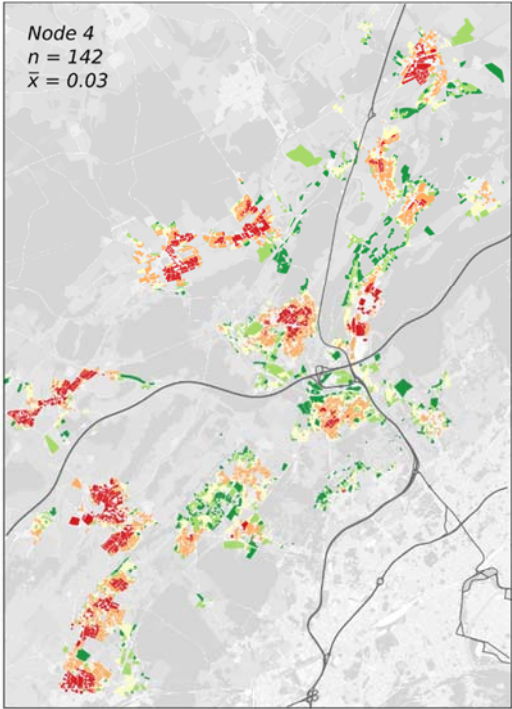 Node 4
n = 142
x̅ = 0.03